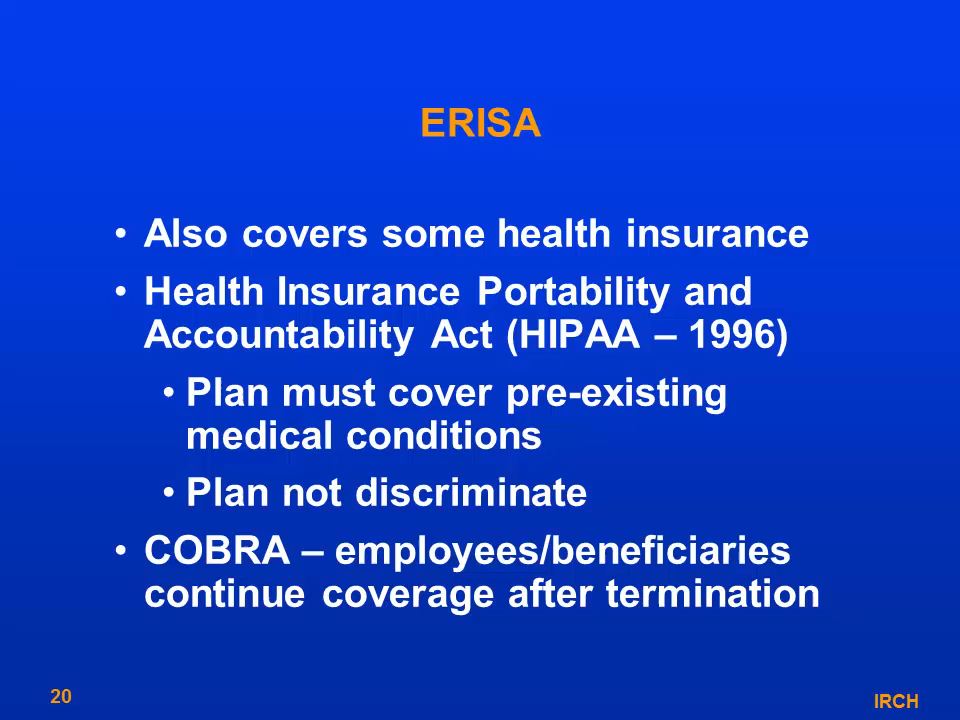 ERISA
• Also covers some health insurance
• Health Insurance Portability and
Accountability Act (HIPAA – 1996)
• Plan must cover pre-existing
medical conditions
• Plan not discriminate
• COBRA – employees/beneficiaries
continue coverage after termination
20
IRCH